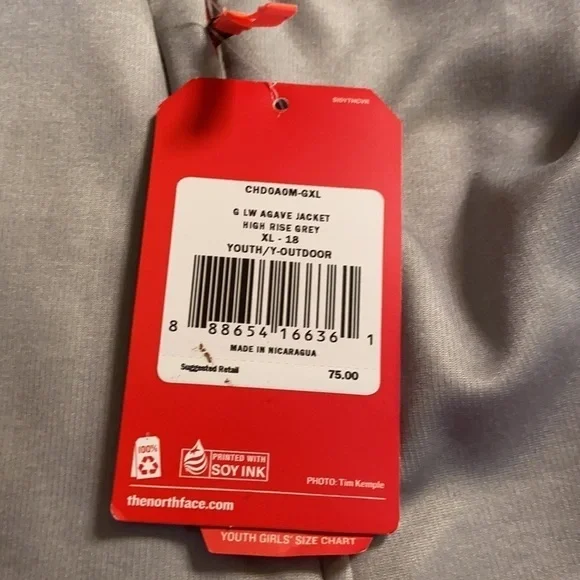 CHD0A0M-GXL
G LW AGAVE JACKET
HIGH RISE GREY
XL - 18
YOUTH/Y-OUTDOOR
8 88654 16636 1
MADE IN NICARAGUA
Suggested Retail 75.00
100%
PRINTED WITH
SOY INK
PHOTO: Tim Kemple
thenorthface.com
YOUTH GIRLS' SIZE CHART